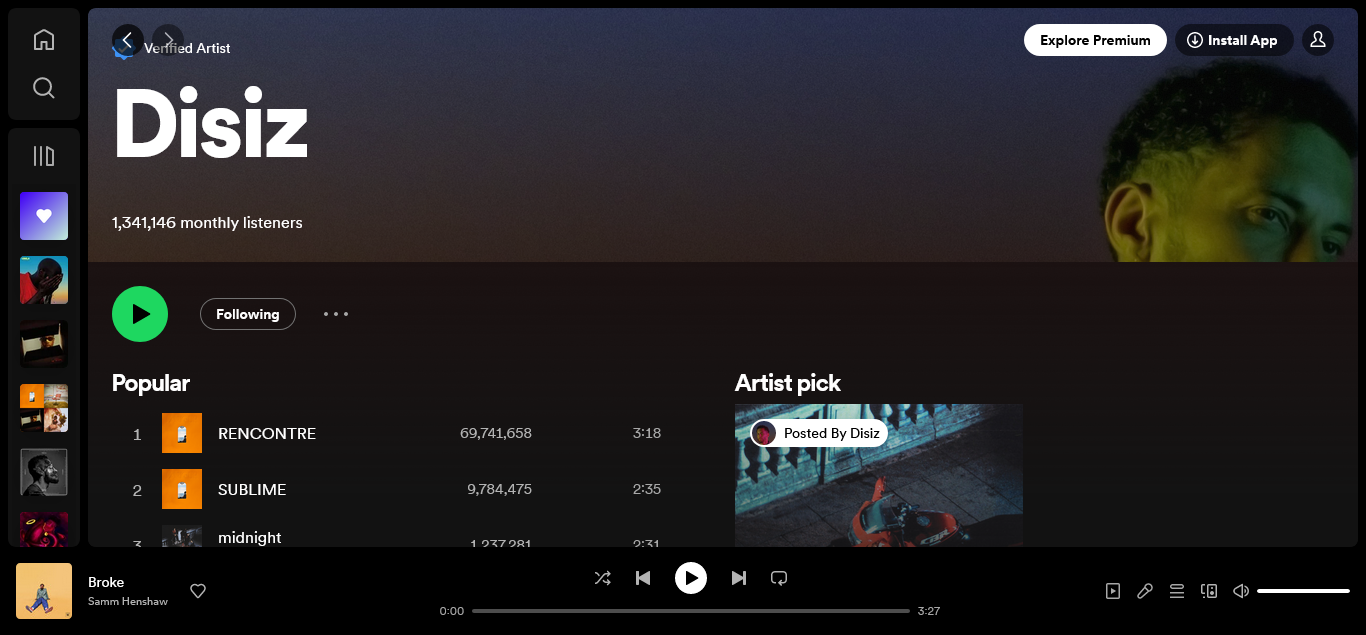 Verified Artist
Explore Premium
Install App
Disiz
1,341,146 monthly listeners
Following
Popular
Artist pick
1
RENCONTRE
69,741,658
3:18
Posted By Disiz
2
SUBLIME
9,784,475
2:35
3
midnight
1,237,281
2:31
Broke
Samm Henshaw
0:00
3:27